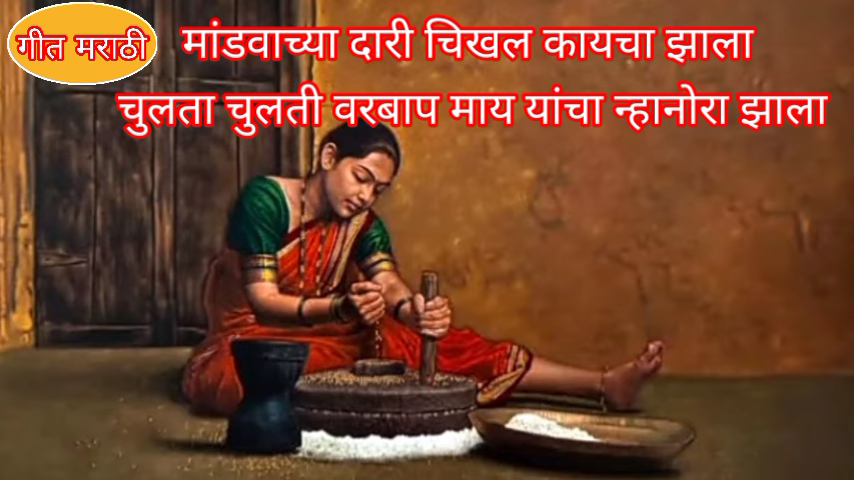 गीत मराठी
मांडवाच्या दारी चिखल कायचा झाला
चुलता चुलती वरबाप माय यांचा न्हानोरा झाला